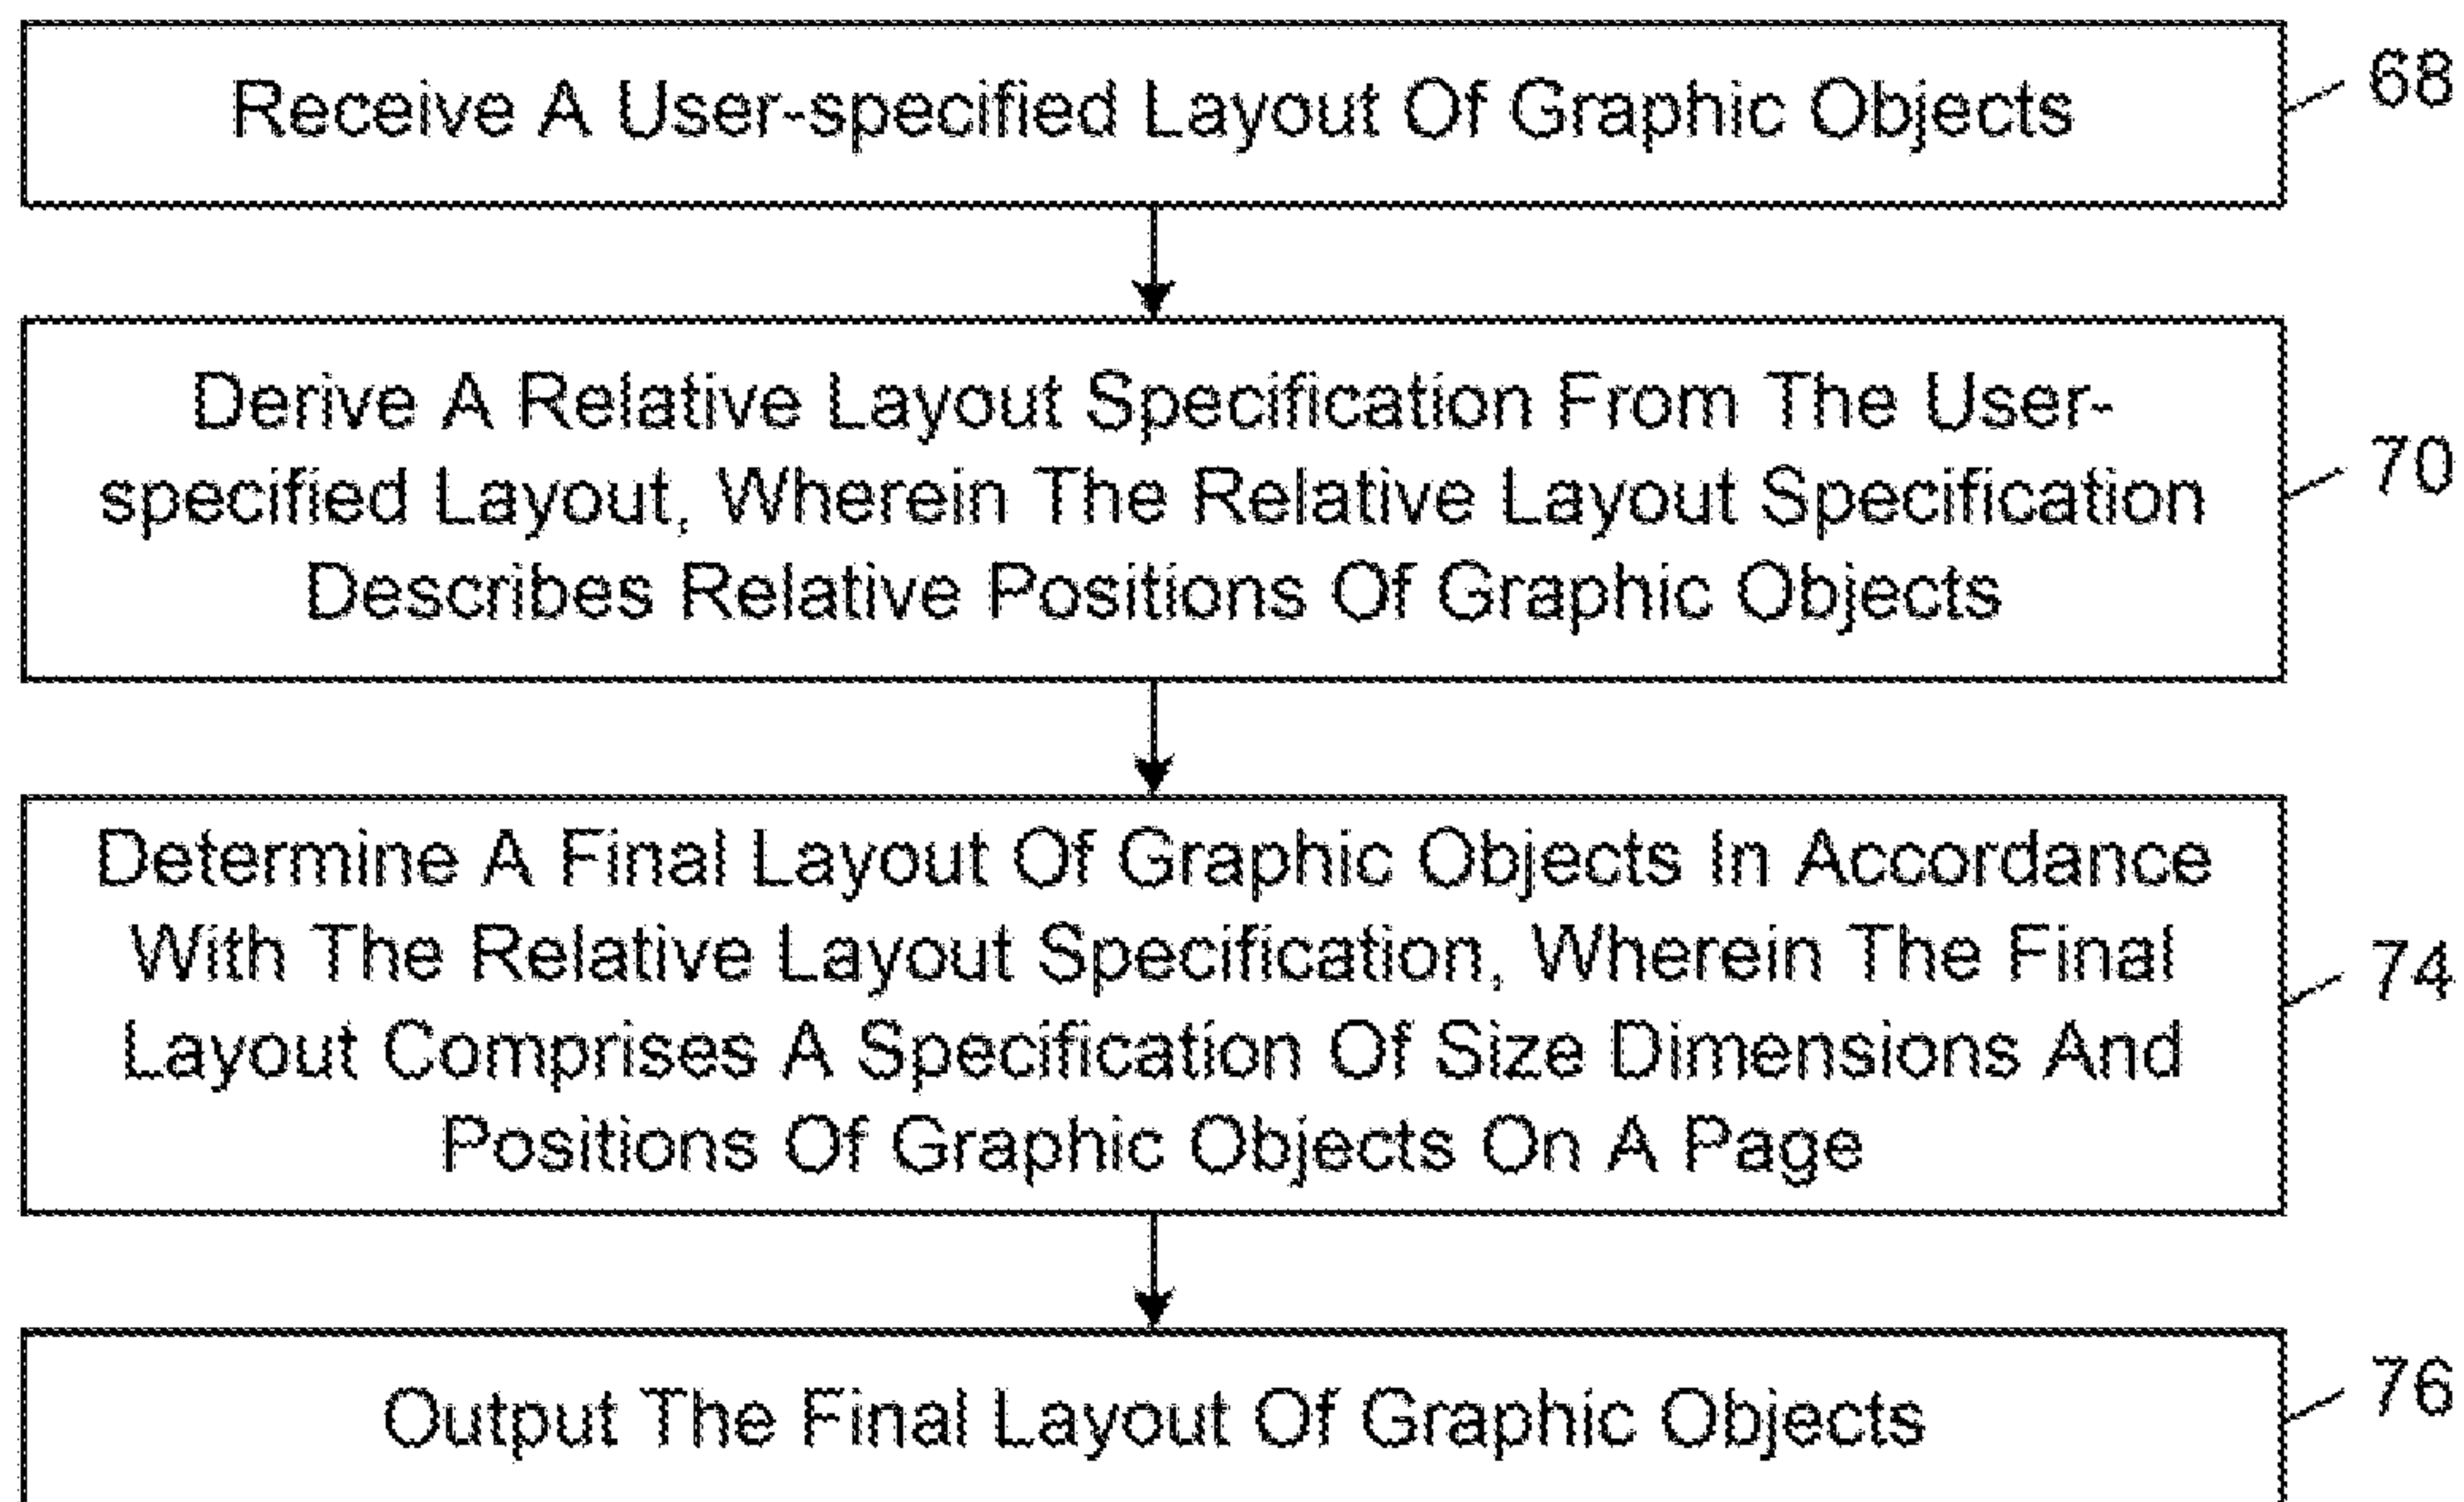 Receive A User-specified Layout Of Graphic Objects
68
Derive A Relative Layout Specification From The User-
specified Layout, Wherein The Relative Layout Specification
Describes Relative Positions Of Graphic Objects
70
Determine A Final Layout Of Graphic Objects In Accordance
With The Relative Layout Specification, Wherein The Final
Layout Comprises A Specification Of Size Dimensions And
Positions Of Graphic Objects On A Page
74
Output The Final Layout Of Graphic Objects
76